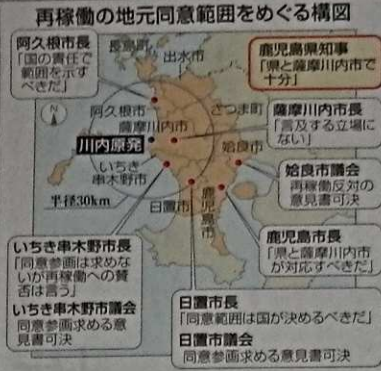 再稼働の地元同意範囲をめぐる構図
阿久根市長
「国の責任で
範囲を示す
べきだ」
長島町
出水市
鹿児島県知事
「県と薩摩川内市で
十分」
N
阿久根市
さつま町
薩摩川内市
川内原発
薩摩川内市長
「言及する立場に
ない」
いちき
串木野市
姶良市
姶良市議会
再稼働反対の
意見書可決
半径30km
日置市
鹿児島市
いちき串木野市長
「同意参画は求めな
いが再稼働への賛
否は言う」
いちき串木野市議会
同意参画求める意
見書可決
鹿児島市長
「県と薩摩川内市
が対応すべきだ」
日置市長
「同意範囲は国が決めるべきだ」
日置市議会
同意参画求める意見書可決